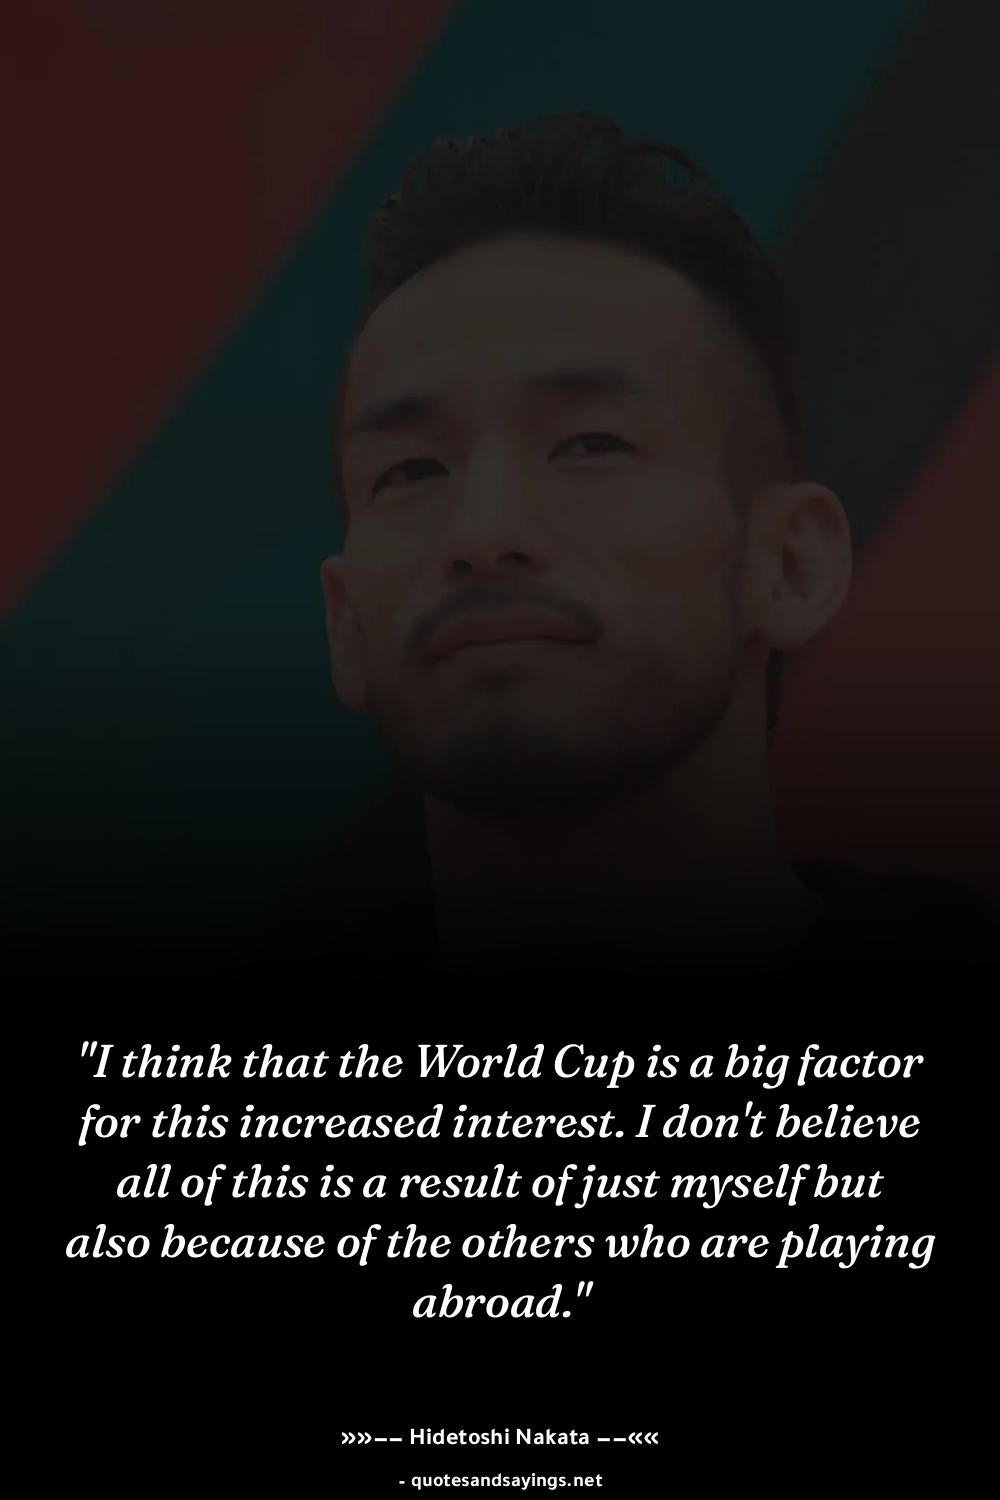 "I think that the World Cup is a big factor
for this increased interest. I don't believe
all of this is a result of just myself but
also because of the others who are playing
abroad."
»»−− Hidetoshi Nakata −−««
- quotesandsayings.net